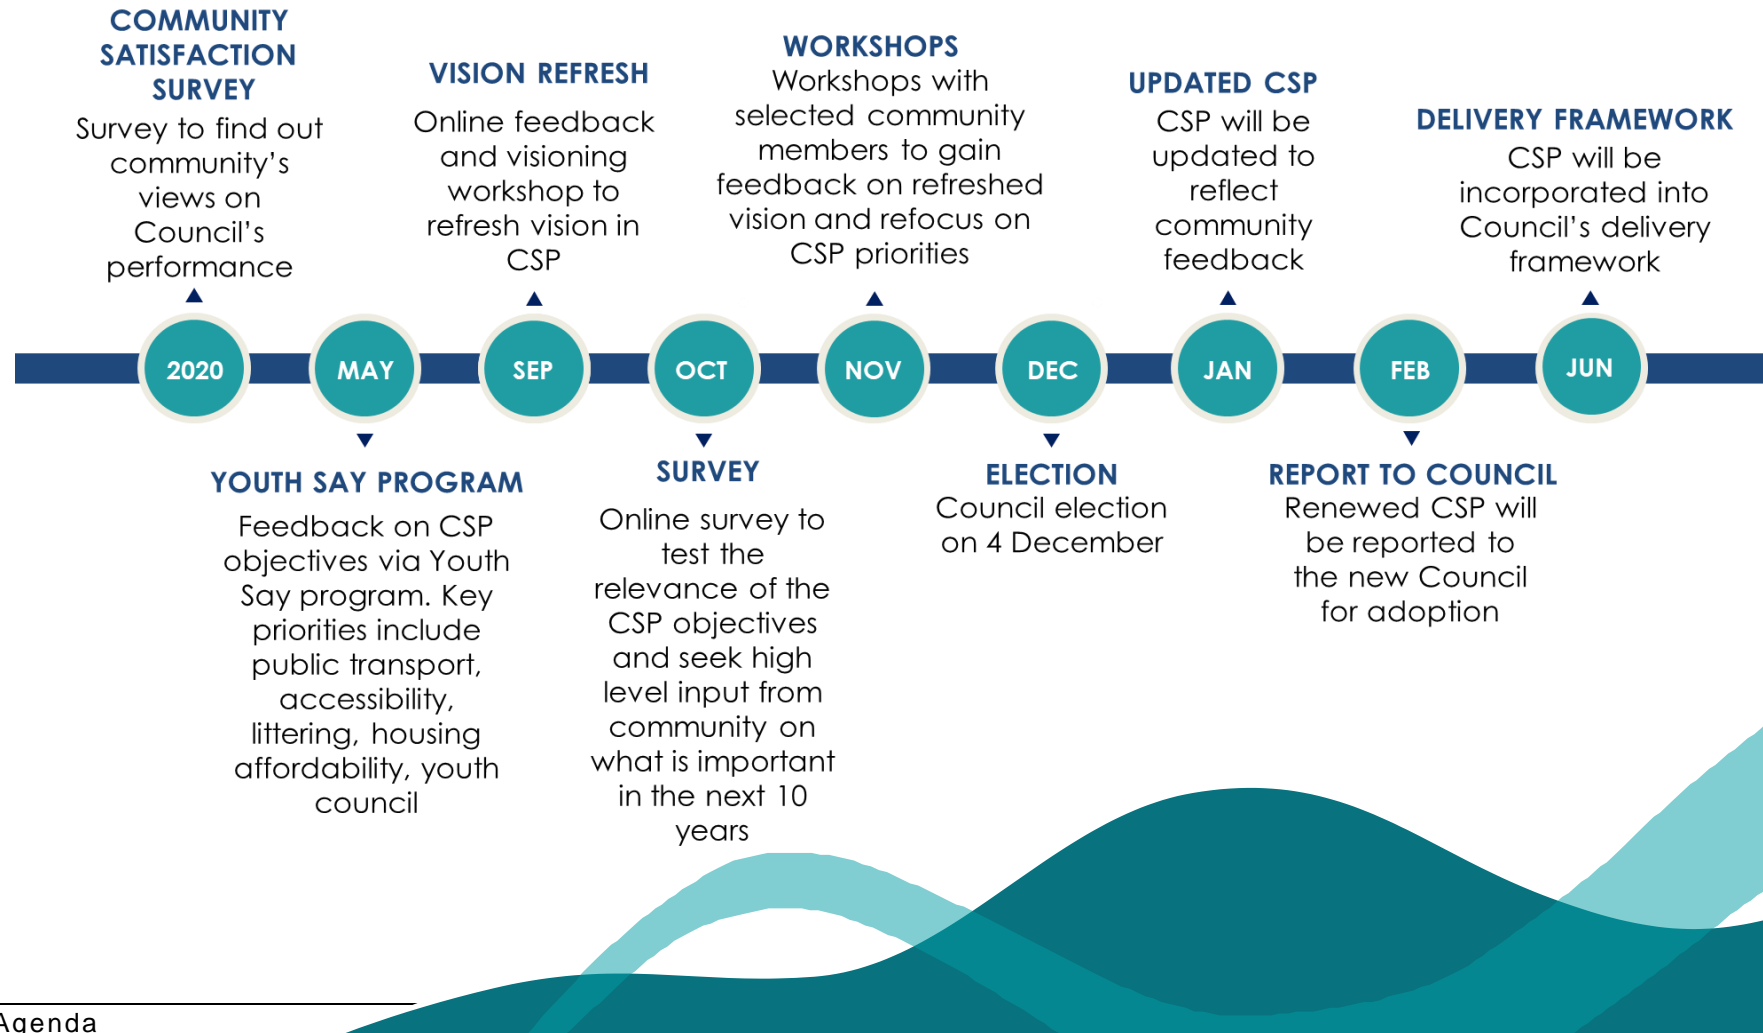 COMMUNITY
SATISFACTION
SURVEY
Survey to find out
community's
views on
Council's
performance
VISION REFRESH
Online feedback
and visioning
workshop to
refresh vision in
CSP
WORKSHOPS
Workshops with
selected community
members to gain
feedback on refreshed
vision and refocus on
CSP priorities
UPDATED CSP
CSP will be
updated to
reflect
community
feedback
DELIVERY FRAMEWORK
CSP will be
incorporated into
Council's delivery
framework
2020
MAY
SEP
OCT
NOV
DEC
JAN
FEB
JUN
YOUTH SAY PROGRAM
Feedback on CSP
objectives via Youth
Say program. Key
priorities include
public transport,
accessibility,
littering, housing
affordability, youth
council
SURVEY
Online survey to
test the
relevance of the
CSP objectives
and seek high
level input from
community on
what is important
in the next 10
years
ELECTION
Council election
on 4 December
REPORT TO COUNCIL
Renewed CSP will
be reported to
the new Council
for adoption
Agenda